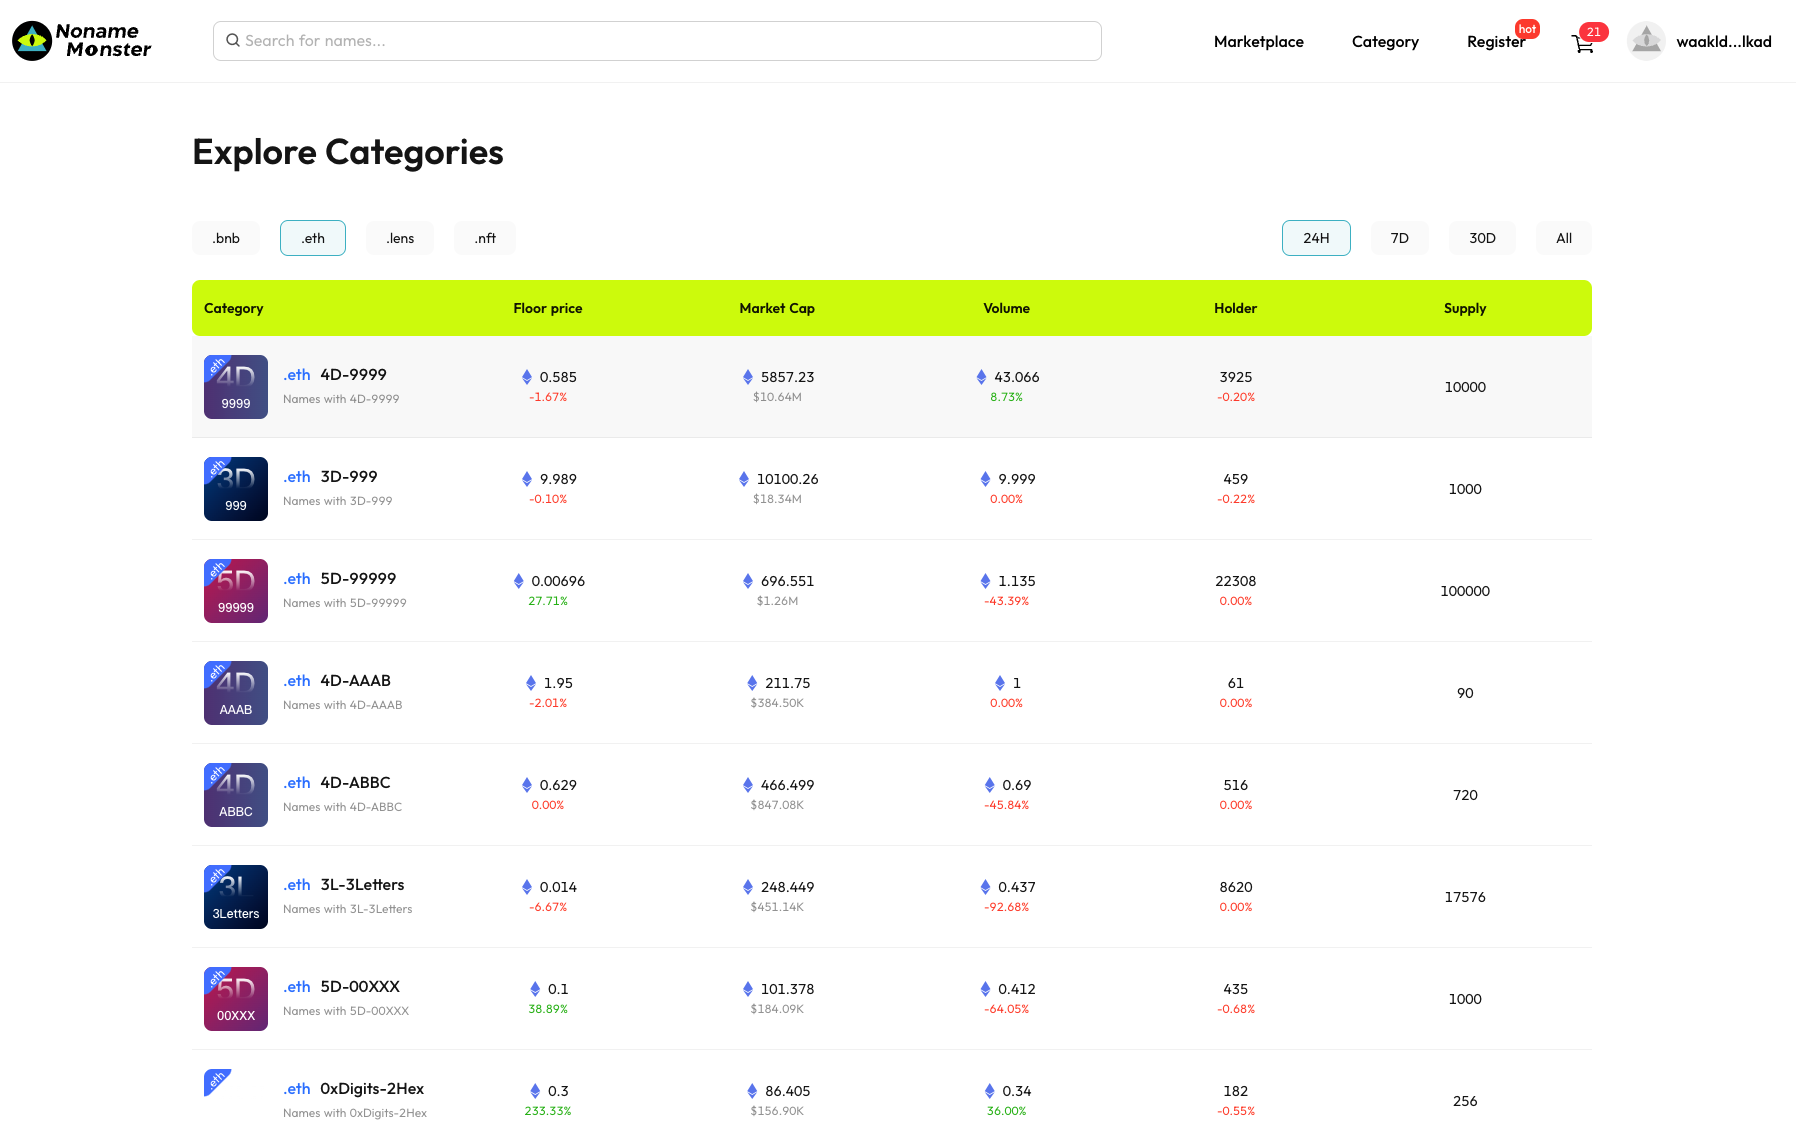 Noname
Monster
Search for names...
Marketplace
Category
Register
hot
21
waakld...lkad
Explore Categories
.bnb
.eth
.lens
.nft
24H
7D
30D
All
Category
Floor price
Market Cap
Volume
Holder
Supply
.eth
4D
9999
.eth 4D-9999
Names with 4D-9999
0.585
-1.67%
5857.23
$10.64M
43.066
8.73%
3925
-0.20%
10000
.eth
3D
999
.eth 3D-999
Names with 3D-999
9.989
-0.10%
10100.26
$18.34M
9.999
0.00%
459
-0.22%
1000
.eth
5D
99999
.eth 5D-99999
Names with 5D-99999
0.00696
27.71%
696.551
$1.26M
1.135
-43.39%
22308
0.00%
100000
.eth
4D
AAAB
.eth 4D-AAAB
Names with 4D-AAAB
1.95
-2.01%
211.75
$384.50K
1
0.00%
61
0.00%
90
.eth
4D
ABBC
.eth 4D-ABBC
Names with 4D-ABBC
0.629
0.00%
466.499
$847.08K
0.69
-45.84%
516
0.00%
720
.eth
3L
3Letters
.eth 3L-3Letters
Names with 3L-3Letters
0.014
-6.67%
248.449
$451.14K
0.437
-92.68%
8620
0.00%
17576
.eth
5D
00XXX
.eth 5D-00XXX
Names with 5D-00XXX
0.1
38.89%
101.378
$184.09K
0.412
-64.05%
435
-0.68%
1000
.eth
.eth 0xDigits-2Hex
Names with 0xDigits-2Hex
0.3
233.33%
86.405
$156.90K
0.34
36.00%
182
-0.55%
256